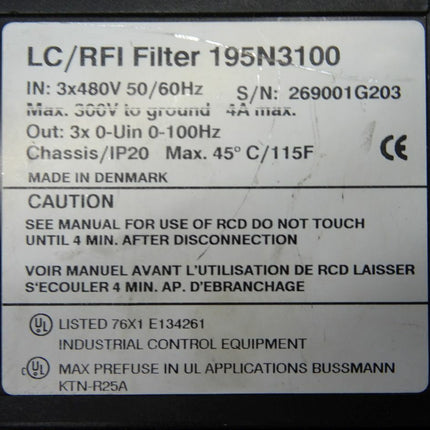 LC/RFI Filter 195N3100
IN: 3x480V 50/60Hz S/N: 269001G203
Max. 300V to ground 4A max.
Out: 3x 0-Uin 0-100Hz
Chassis/IP20 Max. 45° C/115F CE
MADE IN DENMARK
CAUTION
SEE MANUAL FOR USE OF RCD DO NOT TOUCH
UNTIL 4 MIN. AFTER DISCONNECTION
VOIR MANUEL AVANT L'UTILISATION DE RCD LAISSER
S'ECOULER 4 MIN. AP. D'EBRANCHAGE
UL LISTED 76X1 E134261
INDUSTRIAL CONTROL EQUIPMENT
c UL MAX PREFUSE IN UL APPLICATIONS BUSSMANN
KTN-R25A